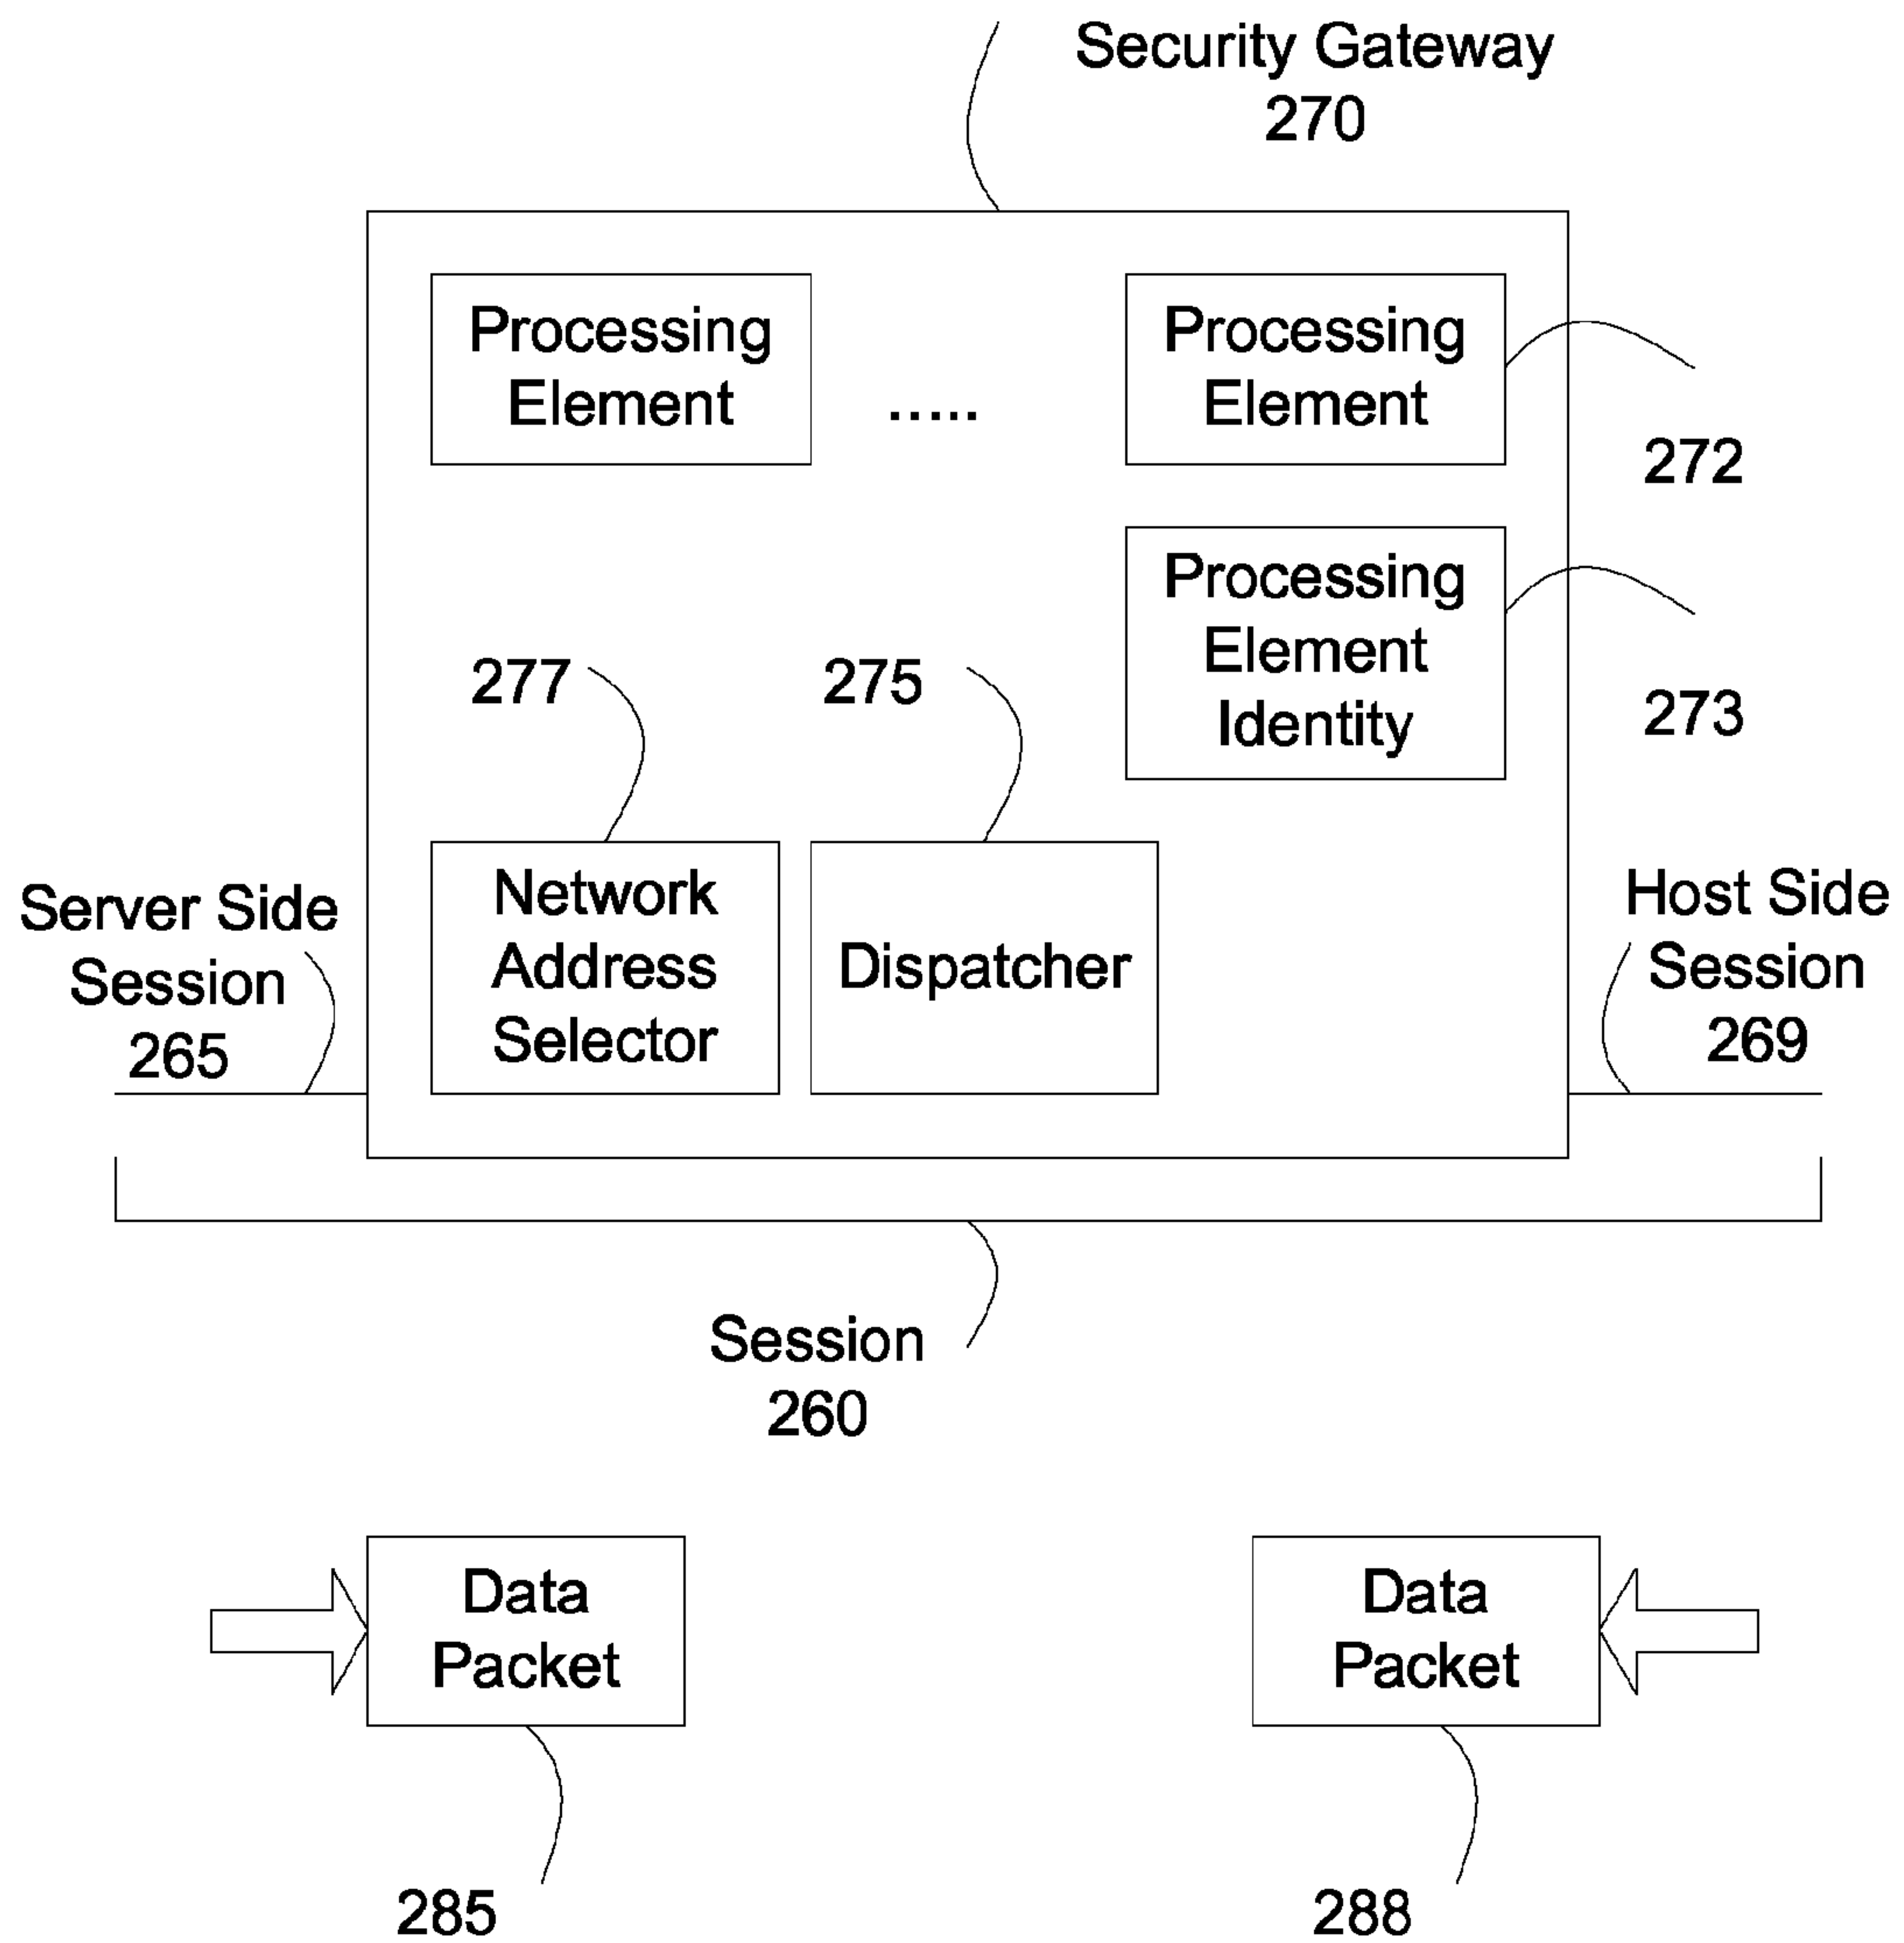 Security Gateway
270
Processing
Element
.....
Processing
Element
272
Processing
Element
Identity
273
277
275
Network
Address
Selector
Dispatcher
Server Side
Session
265
Host Side
Session
269
Session
260
Data
Packet
Data
Packet
285
288